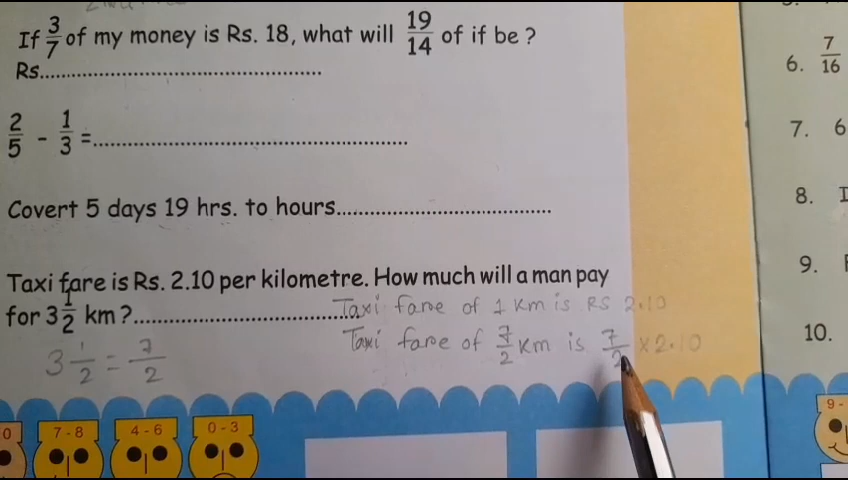 If 3/7 of my money is Rs. 18, what will 19/14 of if be ?
Rs.............................................
2/5 - 1/3 =..................................................
Covert 5 days 19 hrs. to hours..................................
Taxi fare is Rs. 2.10 per kilometre. How much will a man pay
for 3 1/2 km ?....................................
Taxi fare of 1 Km is RS 2.10
Taxi fare of 7/2 Km is 7/2 × 2.10
3 1/2 = 7/2
0
7 - 8
4 - 6
0 - 3
6. 7/16
7. 6
8. I
9.
10.
9 -